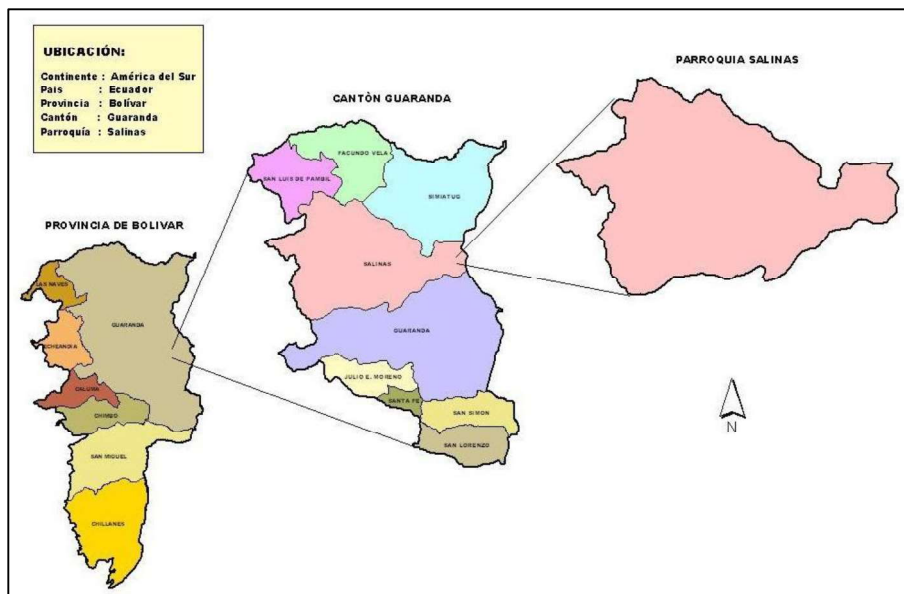 UBICACIÓN:
Continente : América del Sur
Pais : Ecuador
Provincia : Bolívar
Cantón : Guaranda
Parroquía : Salinas
PARROQUIA SALINAS
CANTÒN GUARANDA
FACUNDO VELA
SAN LUIS DE PAMBIL
SIMIATUG
SALINAS
GUARANDA
JULIO E. MORENO
SANTA FE
SAN SIMON
SAN LORENZO
PROVINCIA DE BOLIVAR
LAS NAVES
GUARANDA
ECHEANDIA
CALUMA
CHIMBO
SAN MIGUEL
CHILLANES
N